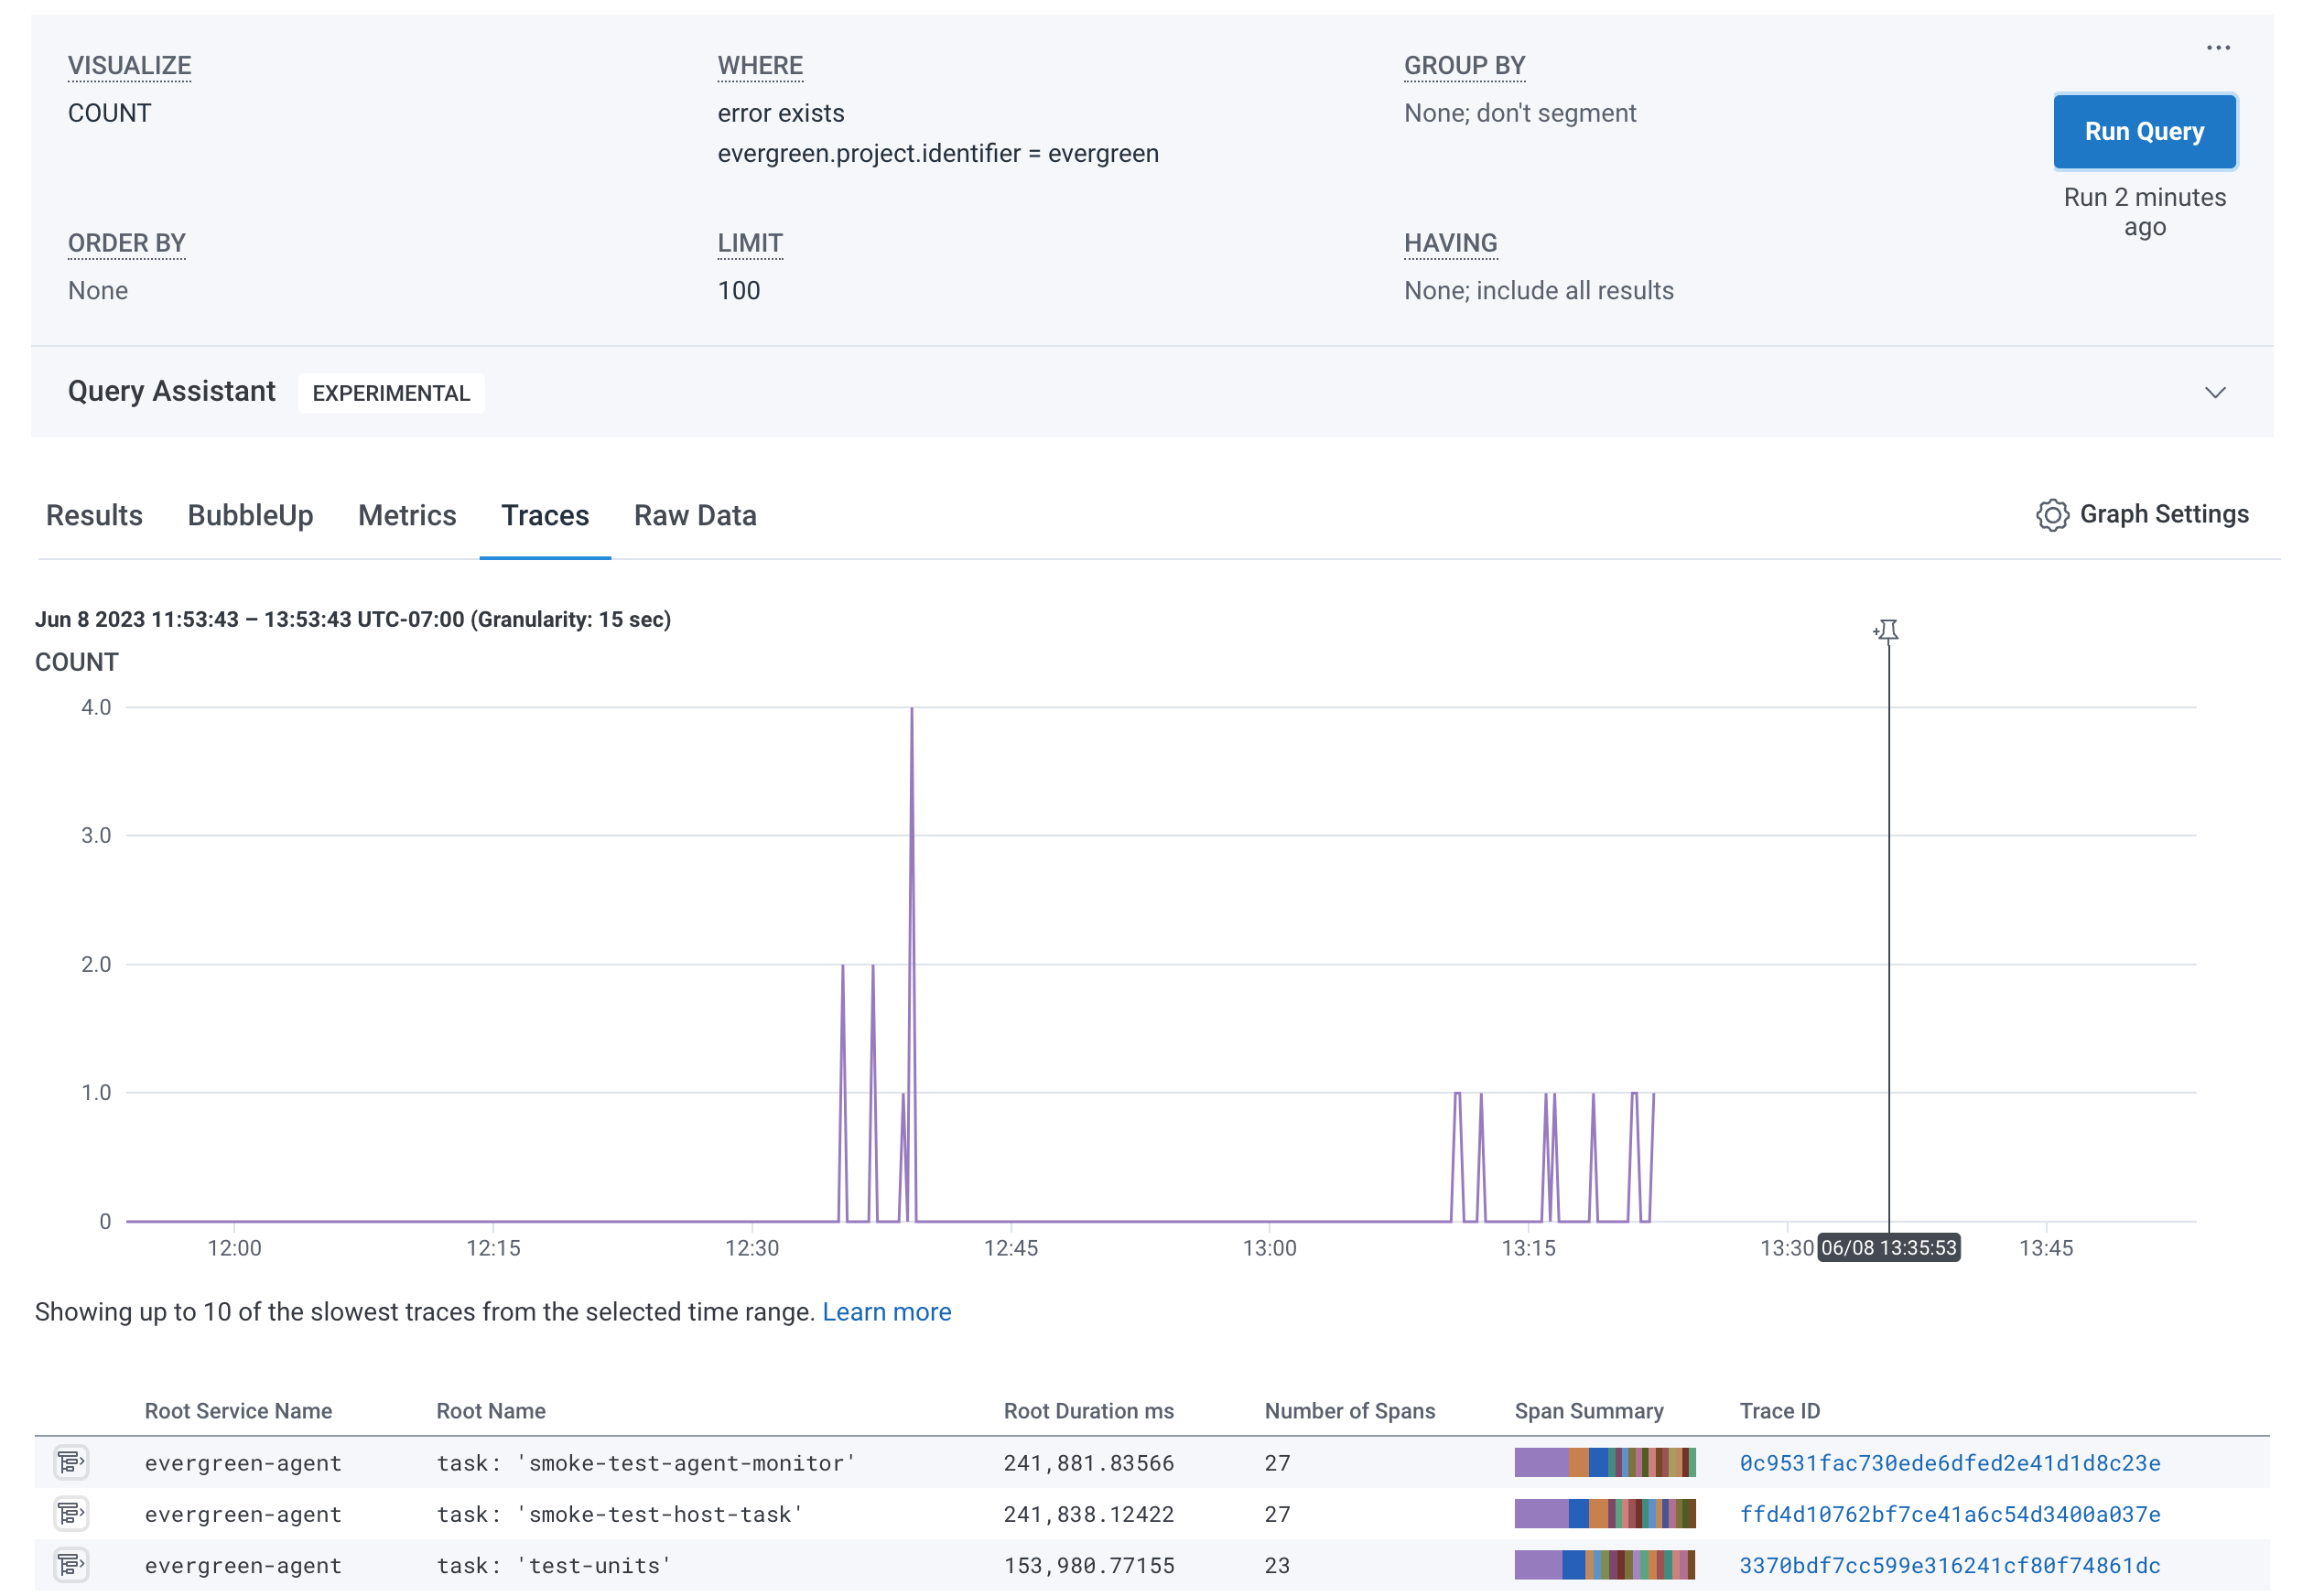 VISUALIZE
COUNT
WHERE
error exists
evergreen.project.identifier = evergreen
GROUP BY
None; don't segment
Run Query
Run 2 minutes
ago
ORDER BY
None
LIMIT
100
HAVING
None; include all results
Query Assistant EXPERIMENTAL
Results BubbleUp Metrics Traces Raw Data Graph Settings
Jun 8 2023 11:53:43 – 13:53:43 UTC-07:00 (Granularity: 15 sec)
COUNT
4.0
3.0
2.0
1.0
0
12:00 12:15 12:30 12:45 13:00 13:15 13:30 06/08 13:35:53 13:45
Showing up to 10 of the slowest traces from the selected time range. Learn more
Root Service Name Root Name Root Duration ms Number of Spans Span Summary Trace ID
evergreen-agent task: 'smoke-test-agent-monitor' 241,881.83566 27 0c9531fac730ede6dfed2e41d1d8c23e
evergreen-agent task: 'smoke-test-host-task' 241,838.12422 27 ffd4d10762bf7ce41a6c54d3400a037e
evergreen-agent task: 'test-units' 153,980.77155 23 3370bdf7cc599e316241cf80f74861dc